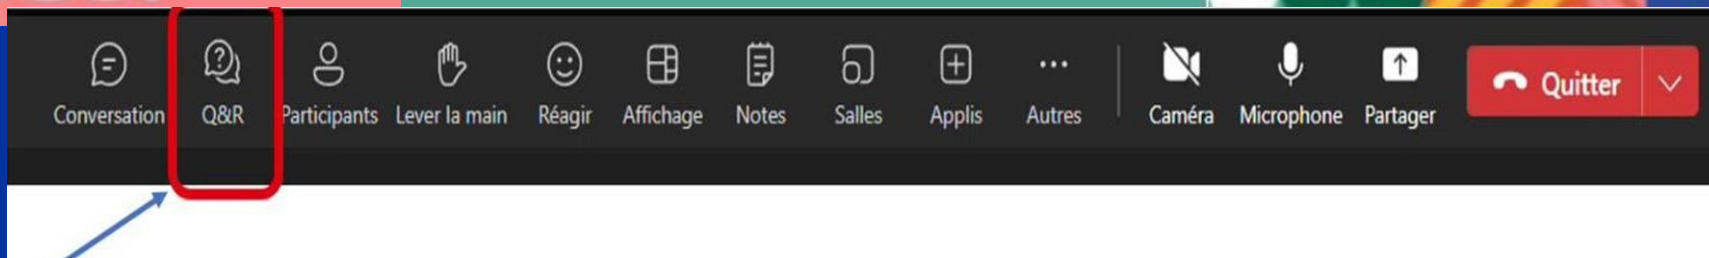 Conversation Q&R Participants Lever la main Réagir Affichage Notes Salles Applis Autres Caméra Microphone Partager Quitter